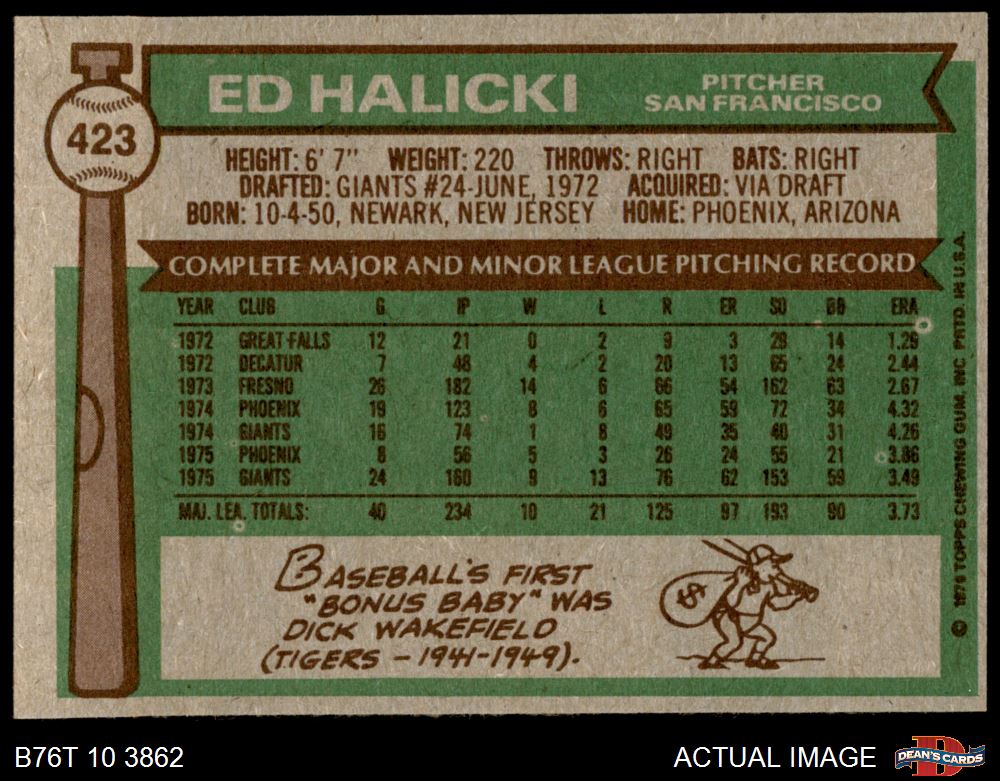 423
ED HALICKI
PITCHER
SAN FRANCISCO
HEIGHT: 6' 7" WEIGHT: 220 THROWS: RIGHT BATS: RIGHT
DRAFTED: GIANTS #24-JUNE, 1972 ACQUIRED: VIA DRAFT
BORN: 10-4-50, NEWARK, NEW JERSEY HOME: PHOENIX, ARIZONA
COMPLETE MAJOR AND MINOR LEAGUE PITCHING RECORD
YEAR CLUB G IP W L R ER SO BB ERA
1972 GREAT FALLS 12 21 0 2 9 3 29 14 1.29
1972 DECATUR 7 48 4 2 20 13 65 24 2.44
1973 FRESNO 26 182 14 6 66 54 162 63 2.67
1974 PHOENIX 19 123 8 6 65 59 72 34 4.32
1974 GIANTS 16 74 1 8 49 35 40 31 4.26
1975 PHOENIX 8 56 5 3 26 24 55 21 3.86
1975 GIANTS 24 160 9 13 76 62 153 59 3.49
MAJ. LEA. TOTALS: 40 234 10 21 125 97 193 90 3.73
BASEBALL'S FIRST
"BONUS BABY" WAS
DICK WAKEFIELD
(TIGERS - 1941-1949).
$
© 1976 TOPPS CHEWING GUM, INC. PRTD. IN U.S.A.
B76T 10 3862
ACTUAL IMAGE
D
DEAN'S CARDS